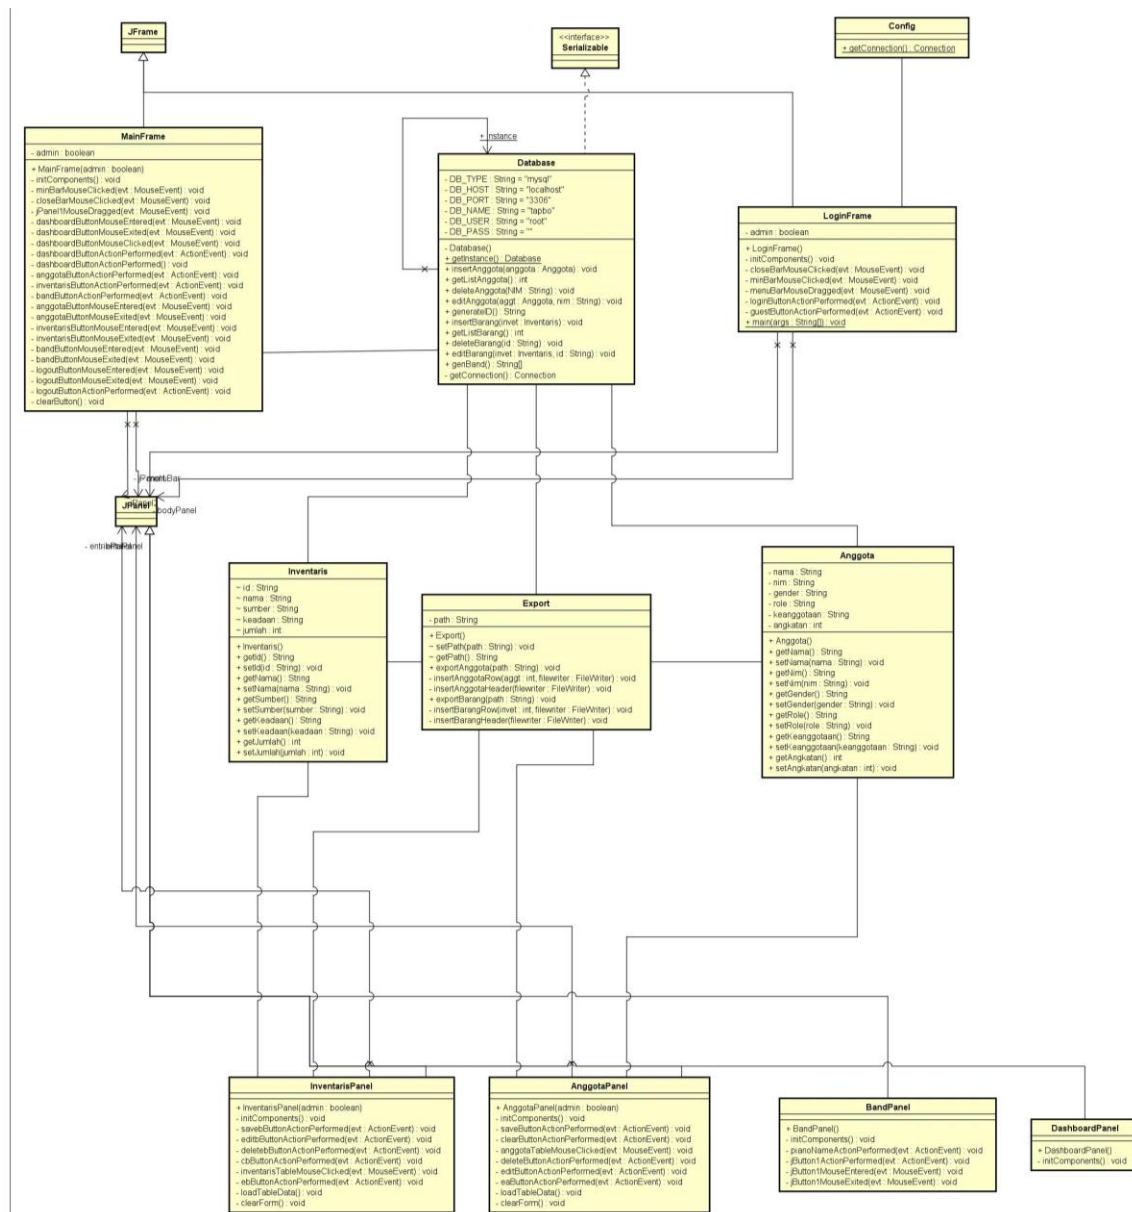 JFrame
<<interface>>
Serializable
Config
+ getConnection() : Connection
MainFrame
- admin : boolean
+ MainFrame(admin : boolean)
- initComponents() : void
- minBarMouseClicked(evt : MouseEvent) : void
- closeBarMouseClicked(evt : MouseEvent) : void
- jPanel1MouseDragged(evt : MouseEvent) : void
- dashboardButtonMouseEntered(evt : MouseEvent) : void
- dashboardButtonMouseExited(evt : MouseEvent) : void
- dashboardButtonMouseClicked(evt : MouseEvent) : void
- dashboardButtonActionPerformed(evt : ActionEvent) : void
- dashboardButtonActionPerformed() : void
- anggotaButtonActionPerformed(evt : ActionEvent) : void
- inventarisButtonActionPerformed(evt : ActionEvent) : void
- bandButtonActionPerformed(evt : ActionEvent) : void
- anggotaButtonMouseEntered(evt : MouseEvent) : void
- anggotaButtonMouseExited(evt : MouseEvent) : void
- inventarisButtonMouseEntered(evt : MouseEvent) : void
- inventarisButtonMouseExited(evt : MouseEvent) : void
- bandButtonMouseEntered(evt : MouseEvent) : void
- bandButtonMouseExited(evt : MouseEvent) : void
- logoutButtonMouseEntered(evt : MouseEvent) : void
- logoutButtonMouseExited(evt : MouseEvent) : void
- logoutButtonActionPerformed(evt : ActionEvent) : void
- clearButton() : void
+ instance
Database
- DB_TYPE : String = "mysql"
- DB_HOST : String = "localhost"
- DB_PORT : String = "3306"
- DB_NAME : String = "tapbo"
- DB_USER : String = "root"
- DB_PASS : String = ""
- Database()
+ getInstance() : Database
+ insertAnggota(anggota : Anggota) : void
+ getListAnggota() : int
+ deleteAnggota(NIM : String) : void
+ editAnggota(aggt : Anggota, nim : String) : void
+ generateID() : String
+ insertBarang(invet : Inventaris) : void
+ getListBarang() : int
+ deleteBarang(id : String) : void
+ editBarang(invet : Inventaris, id : String) : void
+ genBand() : String[]
- getConnection() : Connection
LoginFrame
- admin : boolean
+ LoginFrame()
- initComponents() : void
- closeBarMouseClicked(evt : MouseEvent) : void
- minBarMouseClicked(evt : MouseEvent) : void
- menuBarMouseDragged(evt : MouseEvent) : void
- loginButtonActionPerformed(evt : ActionEvent) : void
- guestButtonActionPerformed(evt : ActionEvent) : void
+ main(args : String[]) : void
JPanel
- bodyPanel
Inventaris
~ id : String
~ nama : String
~ sumber : String
~ keadaan : String
~ jumlah : int
+ Inventaris()
+ getId() : String
+ setId(id : String) : void
+ getNama() : String
+ setNama(nama : String) : void
+ getSumber() : String
+ setSumber(sumber : String) : void
+ getKeadaan() : String
+ setKeadaan(keadaan : String) : void
+ getJumlah() : int
+ setJumlah(jumlah : int) : void
Export
- path : String
+ Export()
~ setPath(path : String) : void
~ getPath() : String
+ exportAnggota(path : String) : void
- insertAnggotaRow(aggt : int, filewriter : FileWriter) : void
- insertAnggotaHeader(filewriter : FileWriter) : void
+ exportBarang(path : String) : void
- insertBarangRow(invet : int, filewriter : FileWriter) : void
- insertBarangHeader(filewriter : FileWriter) : void
Anggota
- nama : String
- nim : String
- gender : String
- role : String
- keanggotaan : String
- angkatan : int
+ Anggota()
+ getNama() : String
+ setNama(nama : String) : void
+ getNim() : String
+ setNim(nim : String) : void
+ getGender() : String
+ setGender(gender : String) : void
+ getRole() : String
+ setRole(role : String) : void
+ getKeanggotaan() : String
+ setKeanggotaan(keanggotaan : String) : void
+ getAngkatan() : int
+ setAngkatan(angkatan : int) : void
InventarisPanel
+ InventarisPanel(admin : boolean)
- initComponents() : void
- savebButtonActionPerformed(evt : ActionEvent) : void
- editbButtonActionPerformed(evt : ActionEvent) : void
- deletebButtonActionPerformed(evt : ActionEvent) : void
- cbButtonActionPerformed(evt : ActionEvent) : void
- inventarisTableMouseClicked(evt : MouseEvent) : void
- ebButtonActionPerformed(evt : ActionEvent) : void
- loadTableData() : void
- clearForm() : void
AnggotaPanel
+ AnggotaPanel(admin : boolean)
- initComponents() : void
- saveButtonActionPerformed(evt : ActionEvent) : void
- clearButtonActionPerformed(evt : ActionEvent) : void
- anggotaTableMouseClicked(evt : MouseEvent) : void
- deleteButtonActionPerformed(evt : ActionEvent) : void
- editButtonActionPerformed(evt : ActionEvent) : void
- eaButtonActionPerformed(evt : ActionEvent) : void
- loadTableData() : void
- clearForm() : void
BandPanel
+ BandPanel()
- initComponents() : void
- pianoNameActionPerformed(evt : ActionEvent) : void
- jButton1ActionPerformed(evt : ActionEvent) : void
- jButton1MouseEntered(evt : MouseEvent) : void
- jButton1MouseExited(evt : MouseEvent) : void
DashboardPanel
+ DashboardPanel()
- initComponents() : void